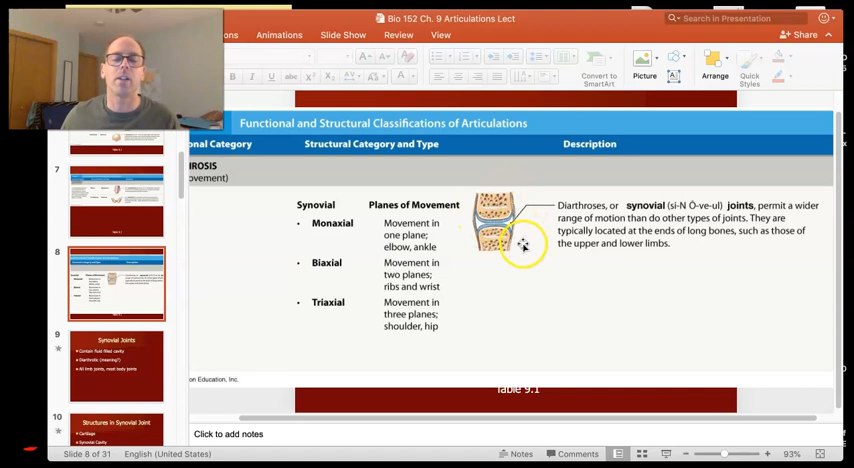 Bio 152 Ch. 9 Articulations Lect
Search in Presentation
Animations
Slide Show
Review
View
Share
Convert to
SmartArt
Picture
Arrange
Quick
Styles
Functional and Structural Classifications of Articulations
onal Category
Structural Category and Type
Description
HROSIS
ovement)
Synovial
Planes of Movement
• Monaxial
Movement in
one plane;
elbow, ankle
• Biaxial
Movement in
two planes;
ribs and wrist
• Triaxial
Movement in
three planes;
shoulder, hip
Diarthroses, or synovial (si-N Ō-ve-ul) joints, permit a wider
range of motion than do other types of joints. They are
typically located at the ends of long bones, such as those of
the upper and lower limbs.
on Education, Inc.
Table 9.1
7
8
9
Synovial Joints
Contain fluid filled cavity
Diarthrotic (meaning?)
All limb joints, most body joints
10
Structures in Synovial Joint
Cartilage
Synovial Cavity
Click to add notes
Slide 8 of 31
English (United States)
Notes
Comments
93%